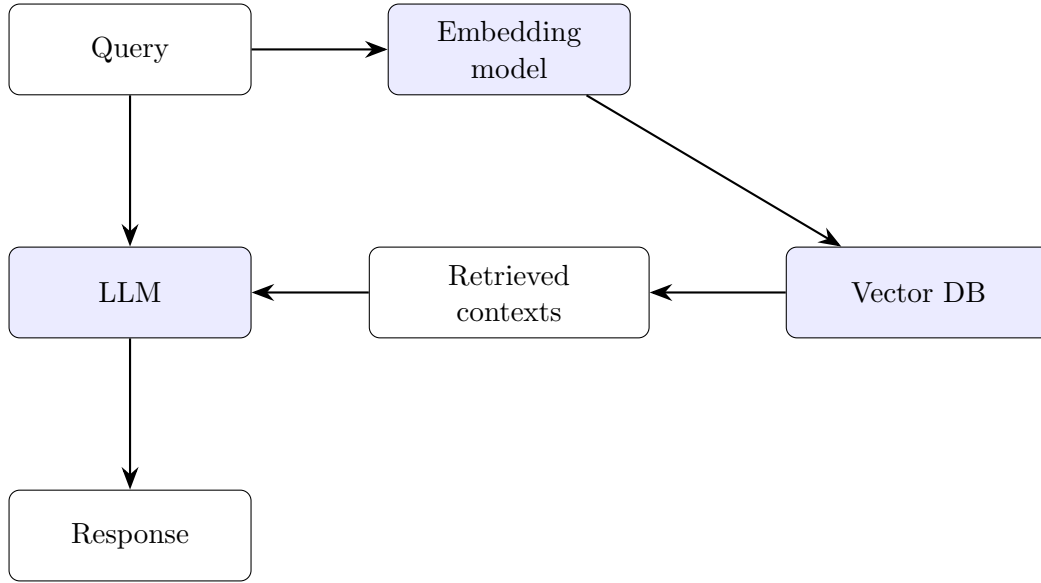 Query
Embedding
model
LLM
Retrieved
contexts
Vector DB
Response